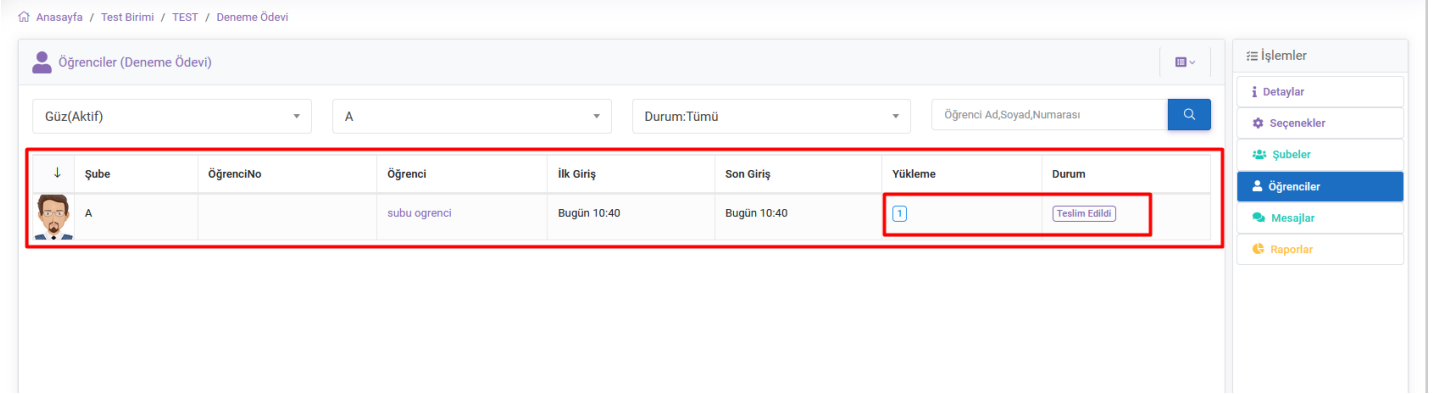 Anasayfa / Test Birimi / TEST / Deneme Ödevi
Öğrenciler (Deneme Ödevi)
Güz(Aktif)
A
Durum:Tümü
Öğrenci Ad,Soyad,Numarası
Şube ÖğrenciNo Öğrenci İlk Giriş Son Giriş Yükleme Durum
A subu ogrenci Bugün 10:40 Bugün 10:40 1 Teslim Edildi
İşlemler
Detaylar
Seçenekler
Şubeler
Öğrenciler
Mesajlar
Raporlar